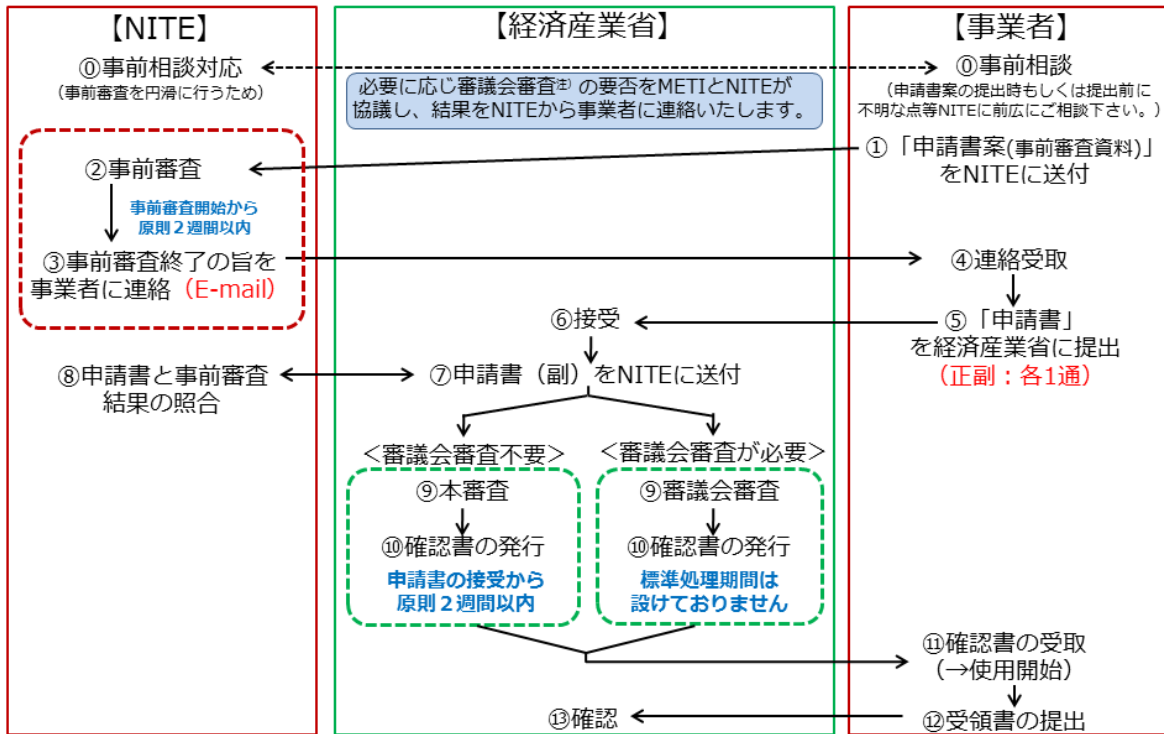 【NITE】
【経済産業省】
【事業者】
⓪事前相談対応
(事前審査を円滑に行うため)
必要に応じ審議会審査注)の要否をMETIとNITEが
協議し、結果をNITEから事業者に連絡いたします。
⓪事前相談
(申請書案の提出時もしくは提出前に
不明な点等NITEに前広にご相談下さい。)
①「申請書案(事前審査資料)」
をNITEに送付
②事前審査
事前審査開始から
原則２週間以内
③事前審査終了の旨を
事業者に連絡（E-mail）
④連絡受取
⑤「申請書」
を経済産業省に提出
（正副：各1通）
⑥接受
⑦申請書（副）をNITEに送付
⑧申請書と事前審査
結果の照合
＜審議会審査不要＞
⑨本審査
⑩確認書の発行
申請書の接受から
原則２週間以内
＜審議会審査が必要＞
⑨審議会審査
⑩確認書の発行
標準処理期間は
設けておりません
⑪確認書の受取
(→使用開始)
⑫受領書の提出
⑬確認